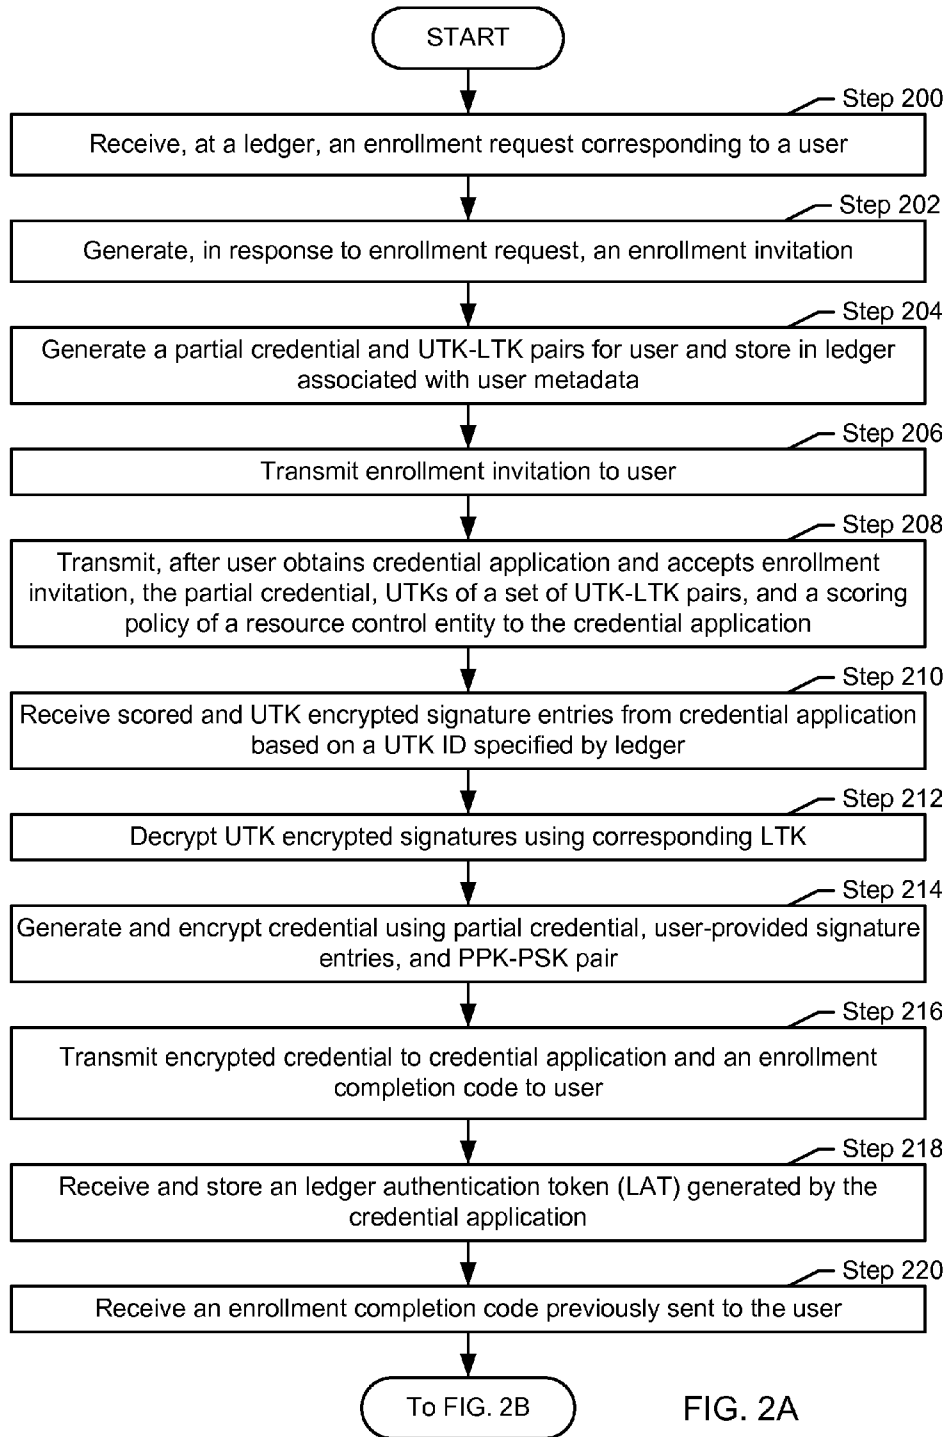 START
Step 200
Receive, at a ledger, an enrollment request corresponding to a user
Step 202
Generate, in response to enrollment request, an enrollment invitation
Step 204
Generate a partial credential and UTK-LTK pairs for user and store in ledger
associated with user metadata
Step 206
Transmit enrollment invitation to user
Step 208
Transmit, after user obtains credential application and accepts enrollment
invitation, the partial credential, UTKs of a set of UTK-LTK pairs, and a scoring
policy of a resource control entity to the credential application
Step 210
Receive scored and UTK encrypted signature entries from credential application
based on a UTK ID specified by ledger
Step 212
Decrypt UTK encrypted signatures using corresponding LTK
Step 214
Generate and encrypt credential using partial credential, user-provided signature
entries, and PPK-PSK pair
Step 216
Transmit encrypted credential to credential application and an enrollment
completion code to user
Step 218
Receive and store an ledger authentication token (LAT) generated by the
credential application
Step 220
Receive an enrollment completion code previously sent to the user
To FIG. 2B
FIG. 2A